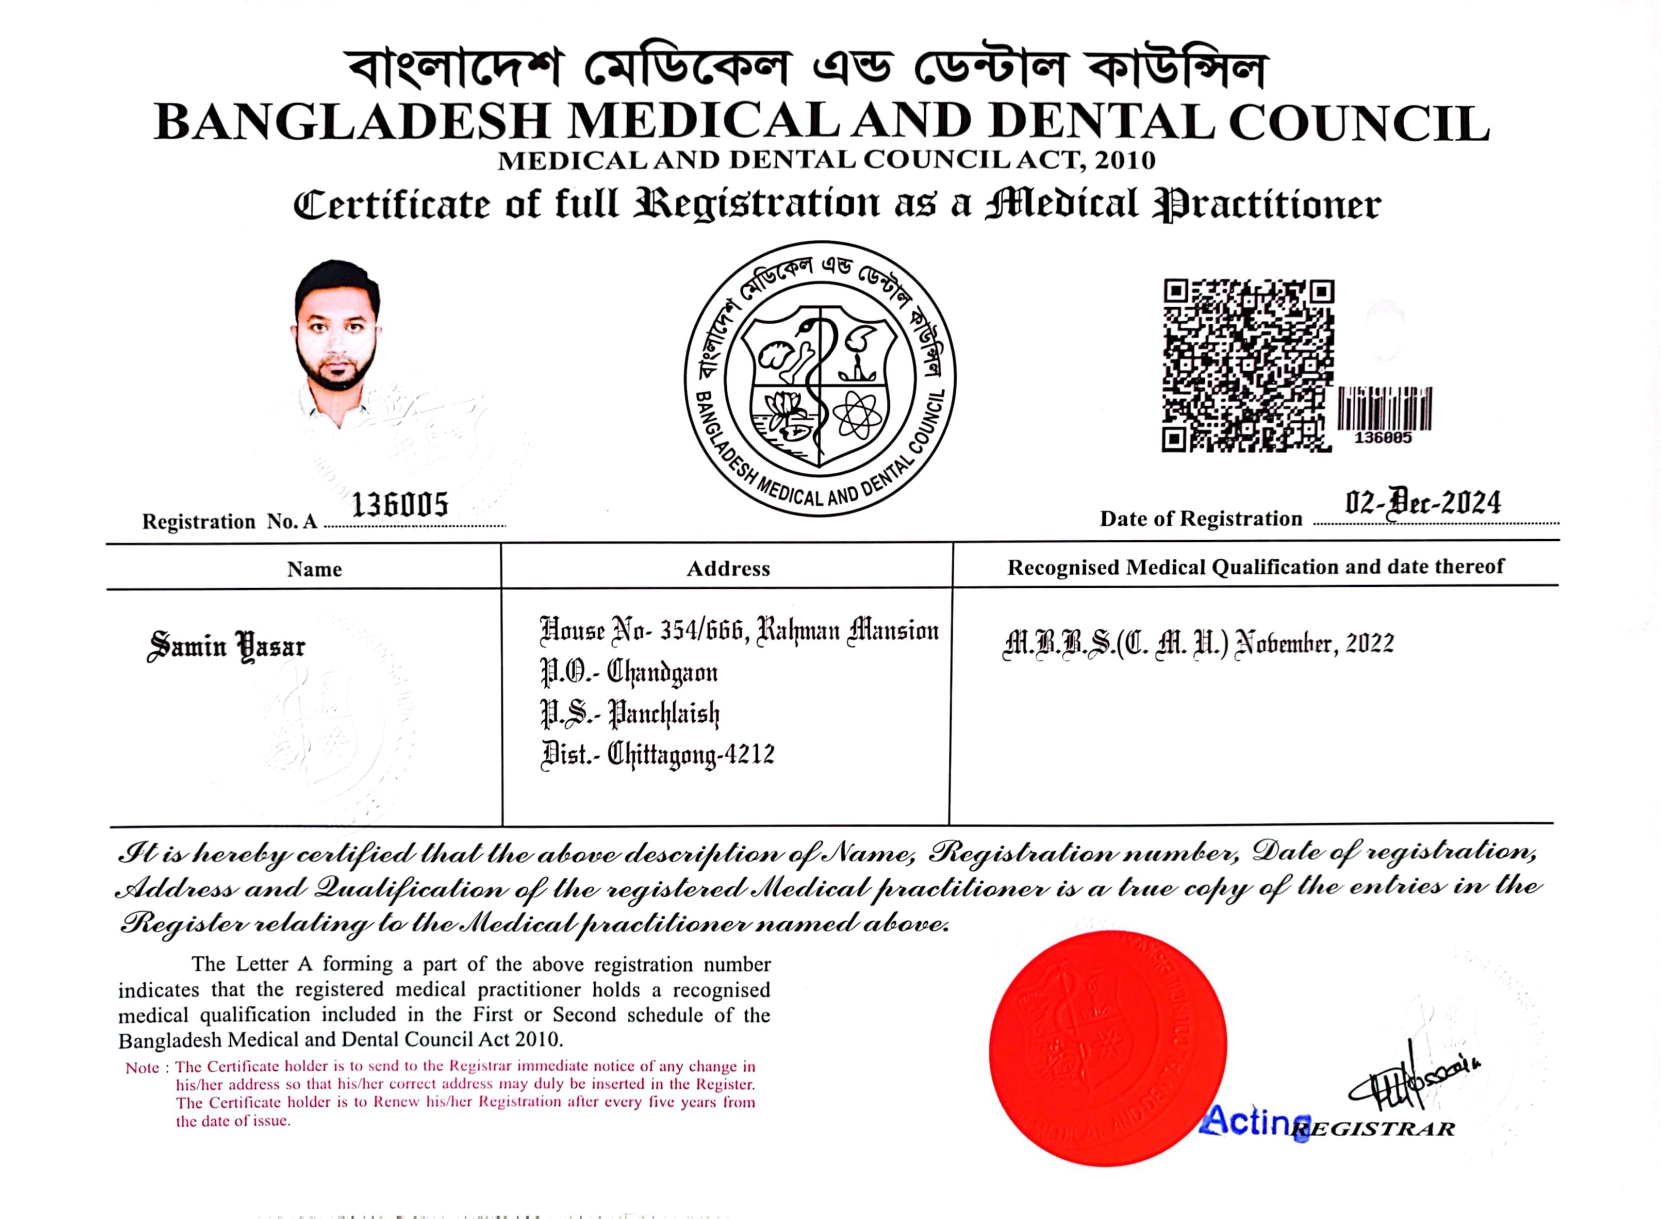 বাংলাদেশ মেডিকেল এন্ড ডেন্টাল কাউন্সিল
BANGLADESH MEDICAL AND DENTAL COUNCIL
MEDICAL AND DENTAL COUNCIL ACT, 2010
Certificate of full Registration as a Medical Practitioner
বাংলাদেশ মেডিকেল এন্ড ডেন্টাল কাউন্সিল
BANGLADESH MEDICAL AND DENTAL COUNCIL
136005
Registration No. A 136005
Date of Registration 02-Dec-2024
Name Address Recognised Medical Qualification and date thereof
Samin Yasar
House No- 354/666, Rahman Mansion
P.O.- Chandgaon
P.S.- Panchlaish
Dist.- Chittagong-4212
M.B.B.S.(C. M. U.) November, 2022
It is hereby certified that the above description of Name, Registration number, Date of registration,
Address and Qualification of the registered Medical practitioner is a true copy of the entries in the
Register relating to the Medical practitioner named above.
The Letter A forming a part of the above registration number
indicates that the registered medical practitioner holds a recognised
medical qualification included in the First or Second schedule of the
Bangladesh Medical and Dental Council Act 2010.
Note : The Certificate holder is to send to the Registrar immediate notice of any change in
his/her address so that his/her correct address may duly be inserted in the Register.
The Certificate holder is to Renew his/her Registration after every five years from
the date of issue.
Acting REGISTRAR